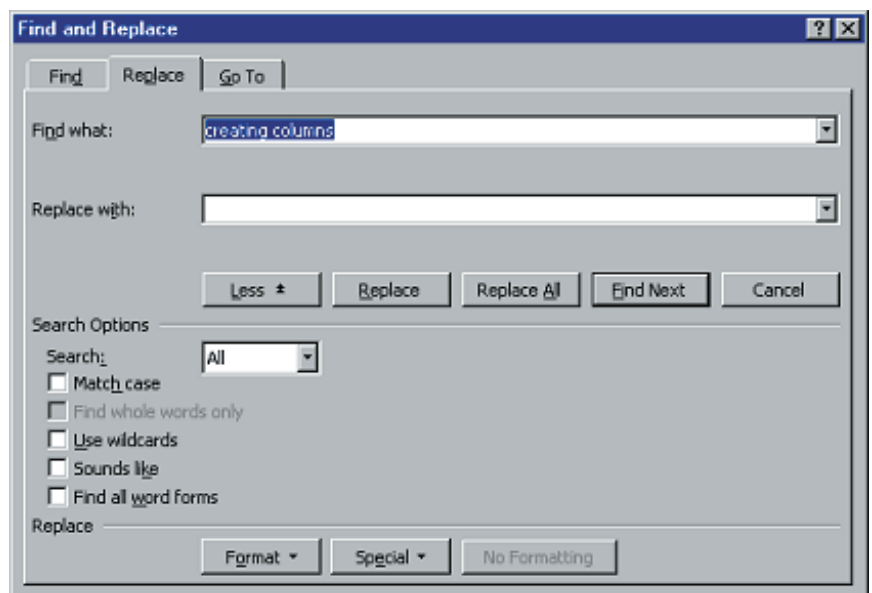 Find and Replace
Find Replace Go To
Find what: creating columns
Replace with:
Less Replace Replace All Find Next Cancel
Search Options
Search: All
Match case
Find whole words only
Use wildcards
Sounds like
Find all word forms
Replace
Format Special No Formatting